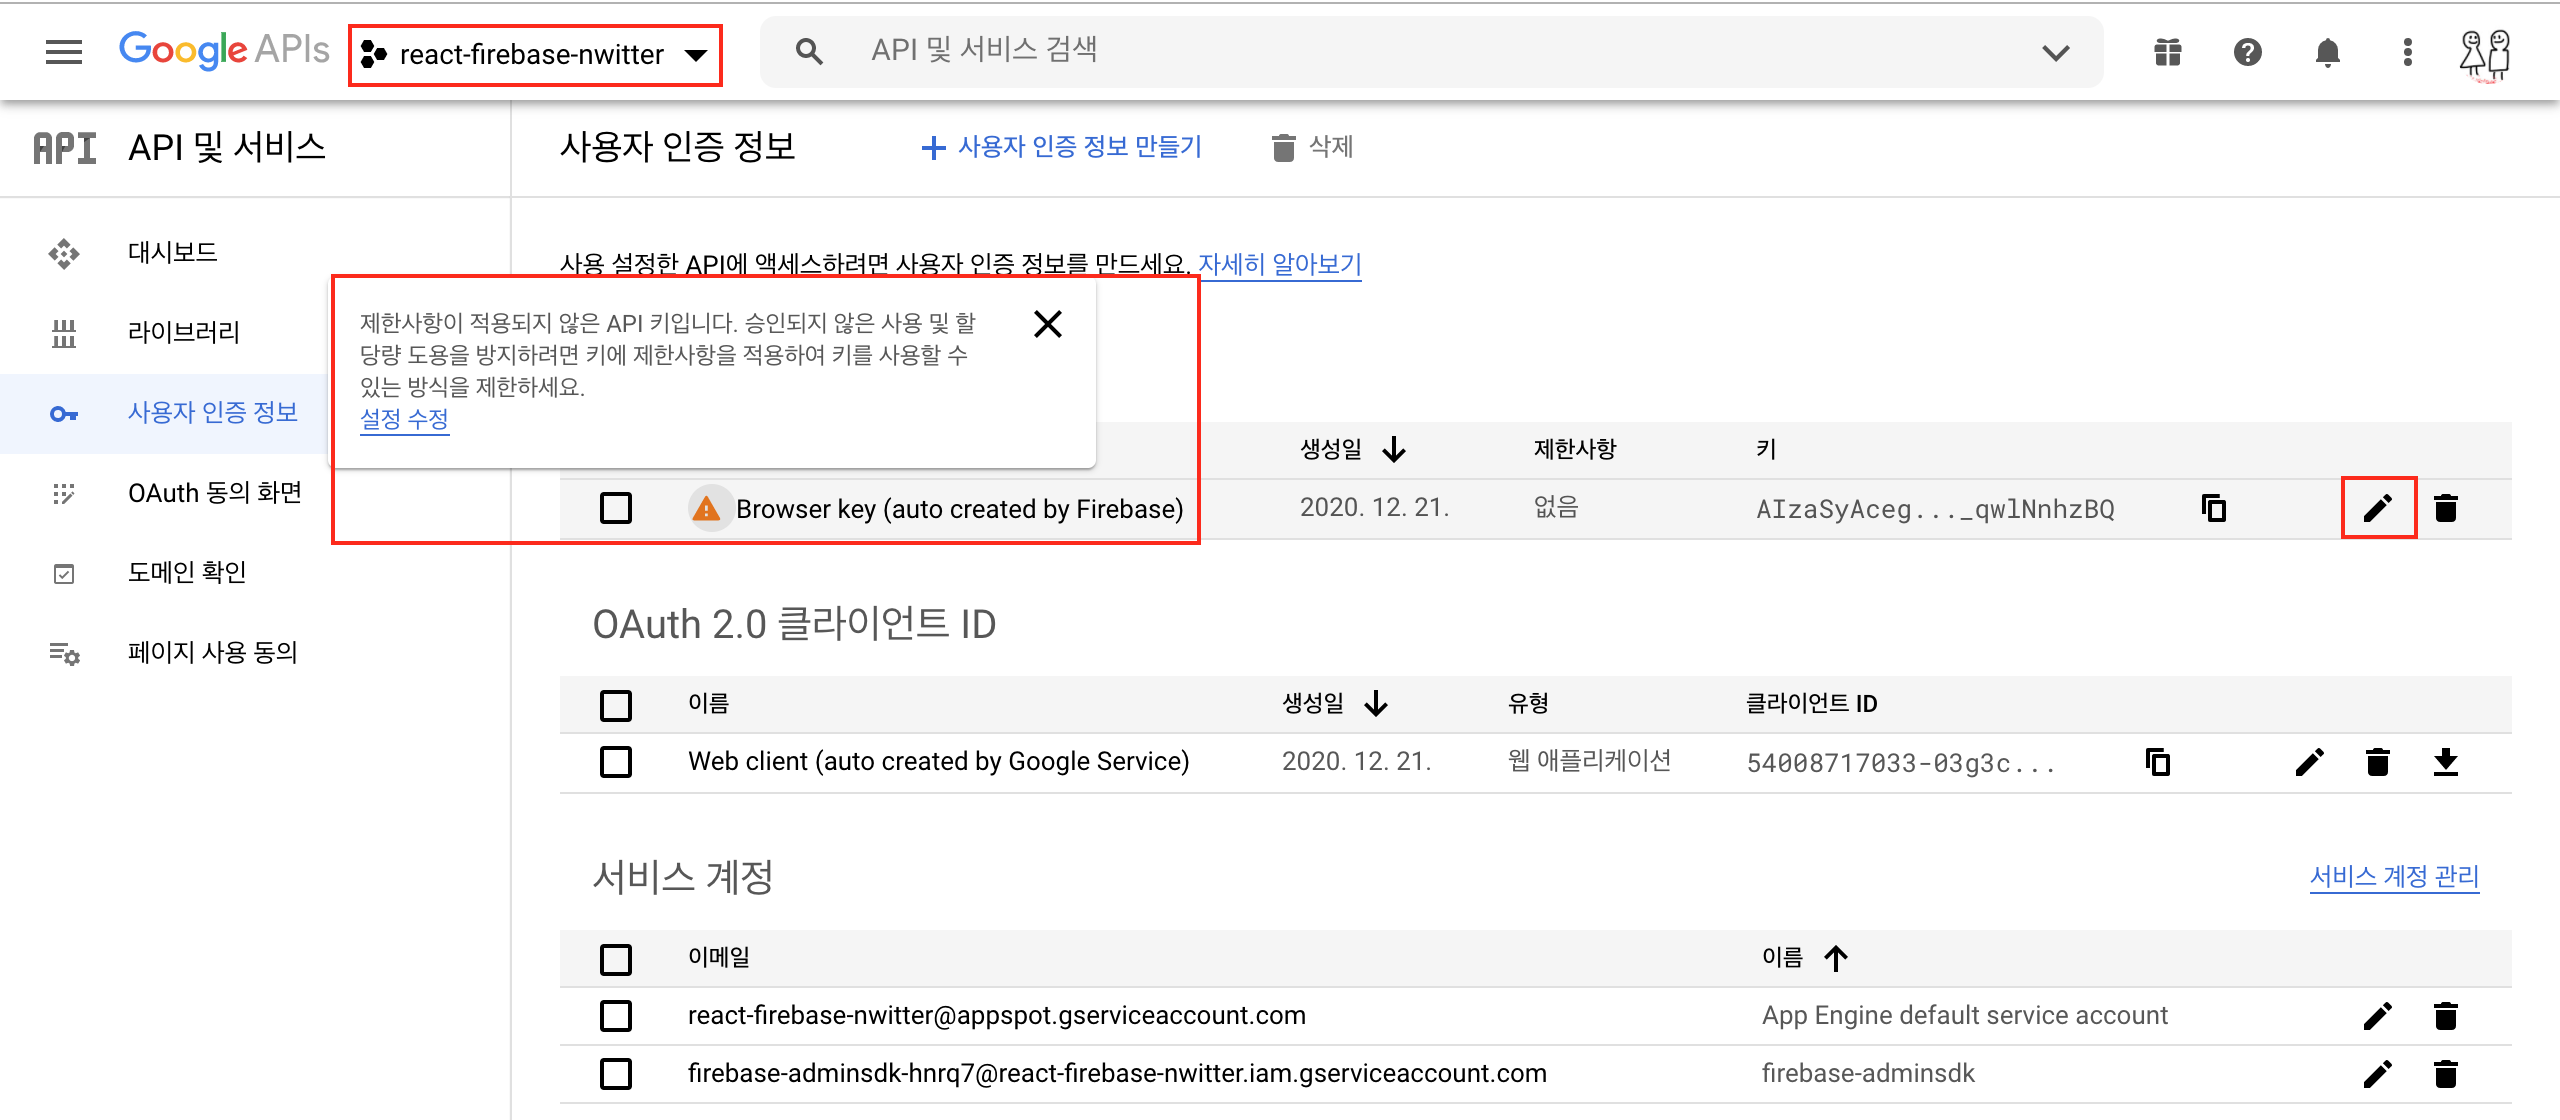 Google APIs
react-firebase-nwitter
API 및 서비스 검색
API API 및 서비스
사용자 인증 정보
사용자 인증 정보 만들기
삭제
대시보드
라이브러리
사용자 인증 정보
OAuth 동의 화면
도메인 확인
페이지 사용 동의
사용 설정한 API에 액세스하려면 사용자 인증 정보를 만드세요. 자세히 알아보기
제한사항이 적용되지 않은 API 키입니다. 승인되지 않은 사용 및 할
당량 도용을 방지하려면 키에 제한사항을 적용하여 키를 사용할 수
있는 방식을 제한하세요.
설정 수정
생성일 제한사항 키
Browser key (auto created by Firebase) 2020. 12. 21. 없음 AIzaSyAceg..._qwlNnhzBQ
OAuth 2.0 클라이언트 ID
이름 생성일 유형 클라이언트 ID
Web client (auto created by Google Service) 2020. 12. 21. 웹 애플리케이션 54008717033-03g3c...
서비스 계정
서비스 계정 관리
이메일 이름
react-firebase-nwitter@appspot.gserviceaccount.com App Engine default service account
firebase-adminsdk-hnrq7@react-firebase-nwitter.iam.gserviceaccount.com firebase-adminsdk